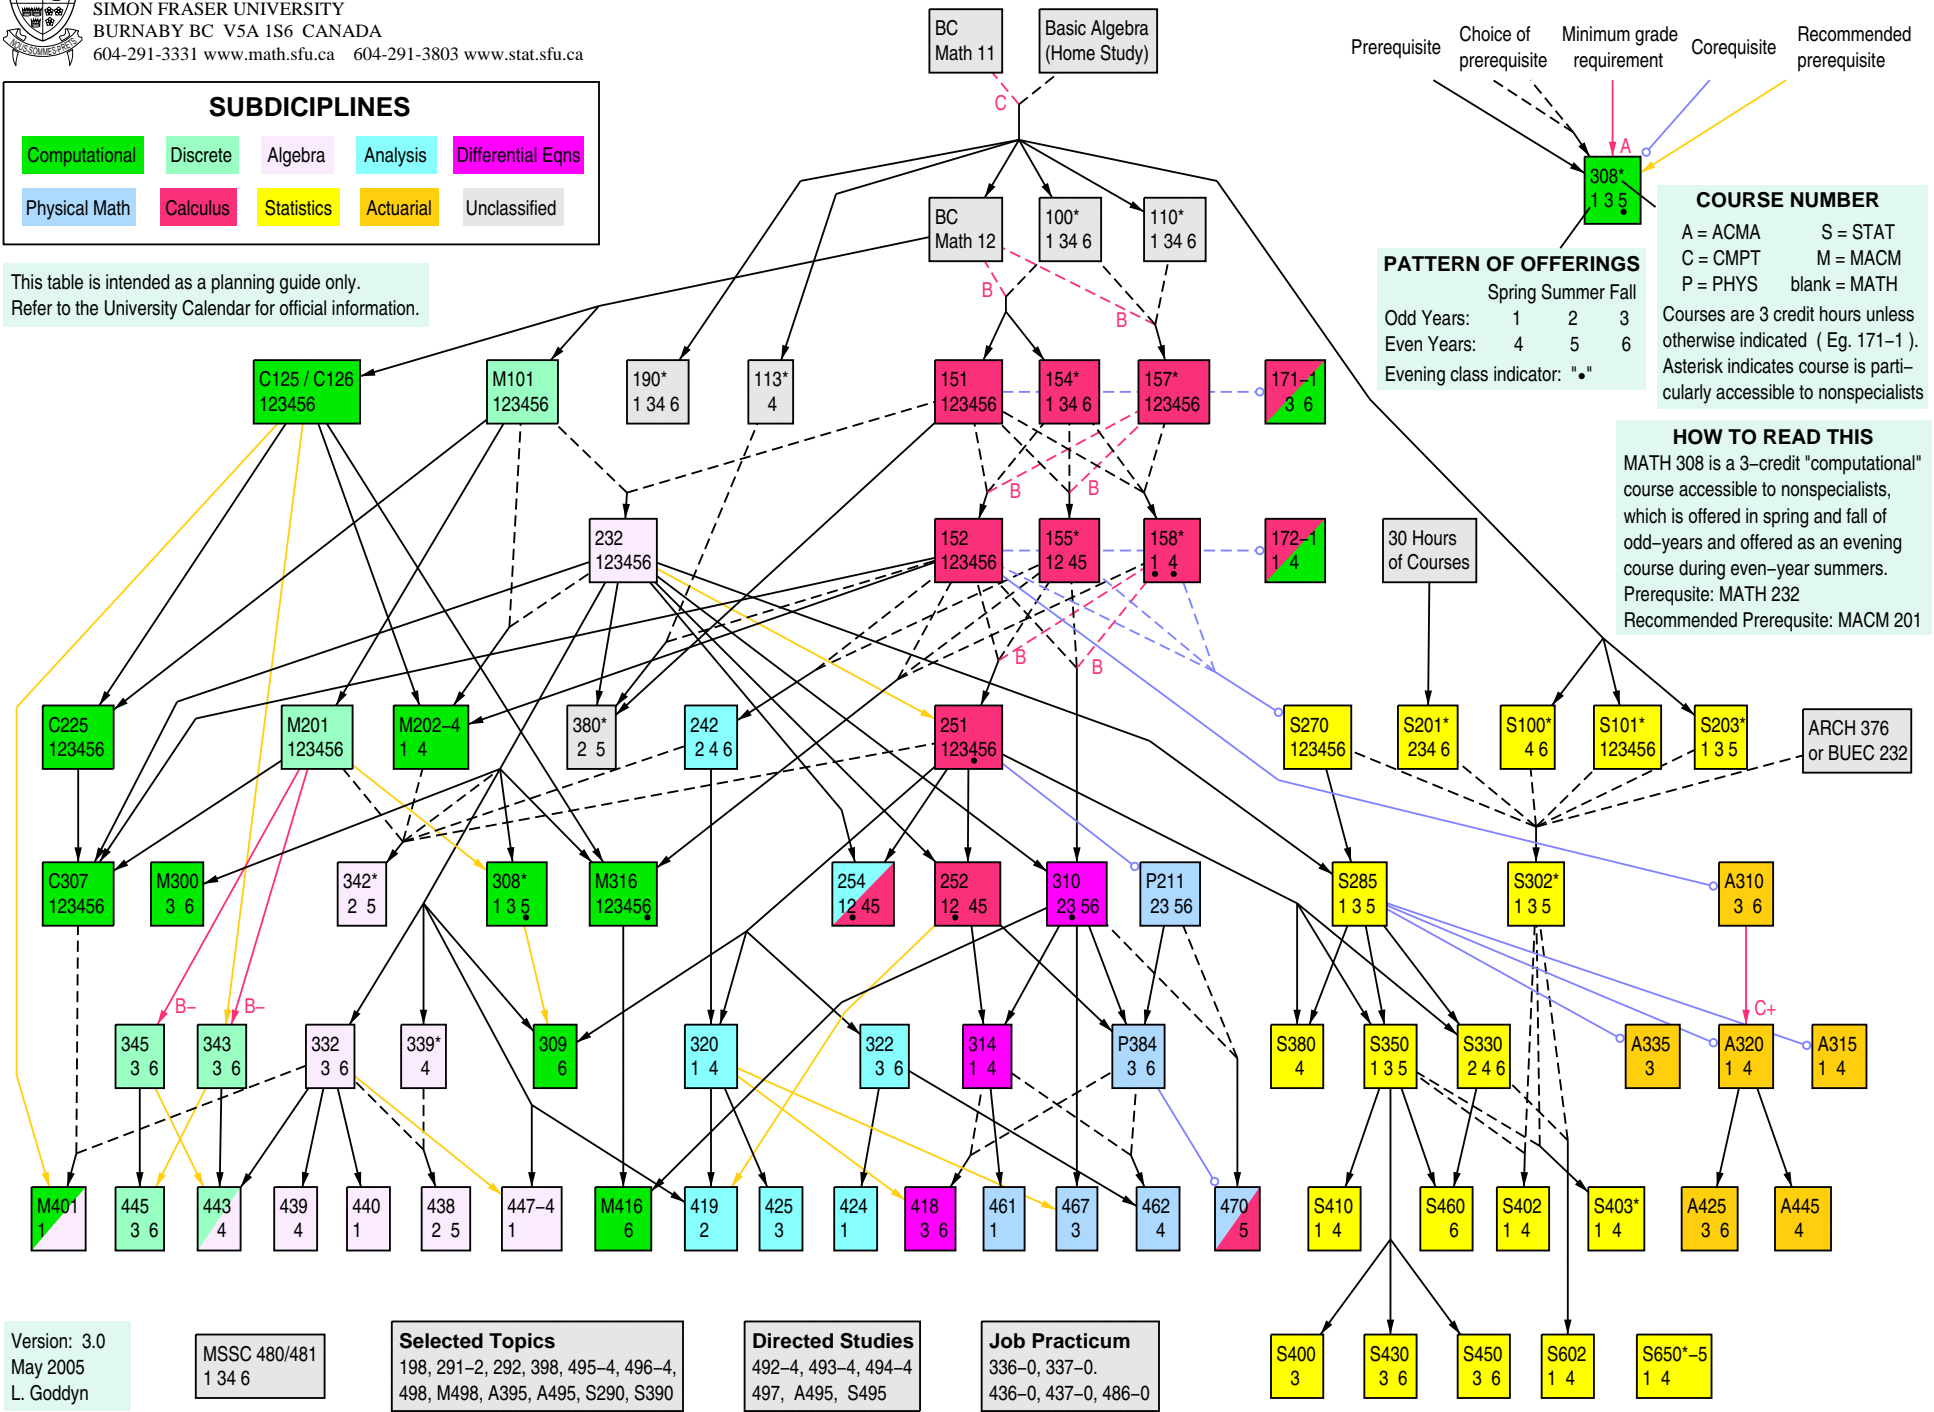 SIMON FRASER UNIVERSITY
BURNABY BC V5A 1S6 CANADA
604-291-3331 www.math.sfu.ca 604-291-3803 www.stat.sfu.ca
NOUS SOMMES PRETS
SUBDICIPLINES
Computational Discrete Algebra Analysis Differential Eqns
Physical Math Calculus Statistics Actuarial Unclassified
This table is intended as a planning guide only.
Refer to the University Calendar for official information.
BC
Math 11
Basic Algebra
(Home Study)
C
Prerequisite
Choice of
prerequisite
Minimum grade
requirement
Corequisite
Recommended
prerequisite
A
308*
1 3 5
COURSE NUMBER
A = ACMA S = STAT
C = CMPT M = MACM
P = PHYS blank = MATH
Courses are 3 credit hours unless
otherwise indicated ( Eg. 171–1 ).
Asterisk indicates course is parti–
cularly accessible to nonspecialists
PATTERN OF OFFERINGS
Spring Summer Fall
Odd Years: 1 2 3
Even Years: 4 5 6
Evening class indicator: "•"
HOW TO READ THIS
MATH 308 is a 3–credit "computational"
course accessible to nonspecialists,
which is offered in spring and fall of
odd–years and offered as an evening
course during even–year summers.
Prerequsite: MATH 232
Recommended Prerequsite: MACM 201
BC
Math 12
100*
1 34 6
110*
1 34 6
B
B
C125 / C126
123456
M101
123456
190*
1 34 6
113*
4
151
123456
154*
1 34 6
157*
123456
171–1
3 6
B
B
232
123456
152
123456
155*
12 45
158*
1 4
172–1
1 4
30 Hours
of Courses
B
B
C225
123456
M201
123456
M202–4
1 4
380*
2 5
242
2 4 6
251
123456
S270
123456
S201*
234 6
S100*
4 6
S101*
123456
S203*
1 3 5
ARCH 376
or BUEC 232
C307
123456
M300
3 6
342*
2 5
308*
1 3 5
M316
123456
254
12 45
252
12 45
310
23 56
P211
23 56
S285
1 3 5
S302*
1 3 5
A310
3 6
B–
B–
C+
345
3 6
343
3 6
332
3 6
339*
4
309
6
320
1 4
322
3 6
314
1 4
P384
3 6
S380
4
S350
1 3 5
S330
2 4 6
A335
3
A320
1 4
A315
1 4
M401
1
445
3 6
443
4
439
4
440
1
438
2 5
447–4
1
M416
6
419
2
425
3
424
1
418
3 6
461
1
467
3
462
4
470
5
S410
1 4
S460
6
S402
1 4
S403*
1 4
A425
3 6
A445
4
S400
3
S430
3 6
S450
3 6
S602
1 4
S650*–5
1 4
Version: 3.0
May 2005
L. Goddyn
MSSC 480/481
1 34 6
Selected Topics
198, 291–2, 292, 398, 495–4, 496–4,
498, M498, A395, A495, S290, S390
Directed Studies
492–4, 493–4, 494–4
497, A495, S495
Job Practicum
336–0, 337–0.
436–0, 437–0, 486–0